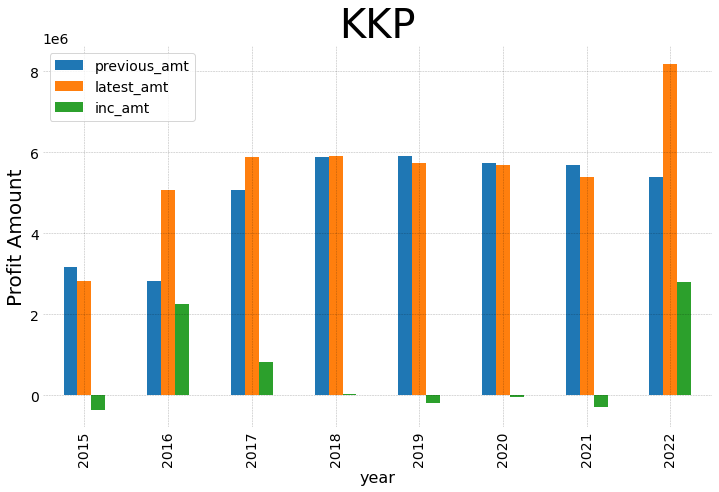 KKP
1e6
previous_amt
latest_amt
inc_amt
8
6
4
2
0
Profit Amount
2015
2016
2017
2018
2019
2020
2021
2022
year